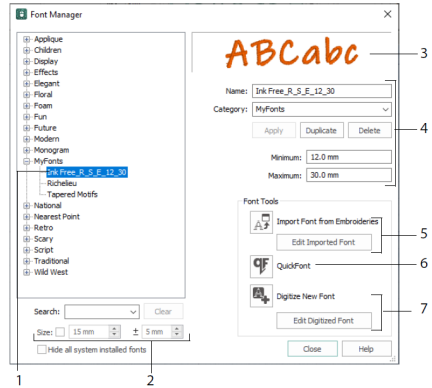 Font Manager
Applique
Children
Display
Effects
Elegant
Floral
Foam
Fun
Future
Modern
Monogram
MyFonts
Ink Free_R_S_E_12_30
Richelieu
Tapered Motifs
National
Nearest Point
Retro
Scary
Script
Traditional
Wild West
Search:
Clear
Size: 15 mm ± 5 mm
Hide all system installed fonts
1
2
ABCabc
3
Name: Ink Free_R_S_E_12_30
Category: MyFonts
Apply Duplicate Delete
4
Minimum: 12.0 mm
Maximum: 30.0 mm
Font Tools
Import Font from Embroideries
Edit Imported Font
5
QuickFont
6
Digitize New Font
Edit Digitized Font
7
Close Help